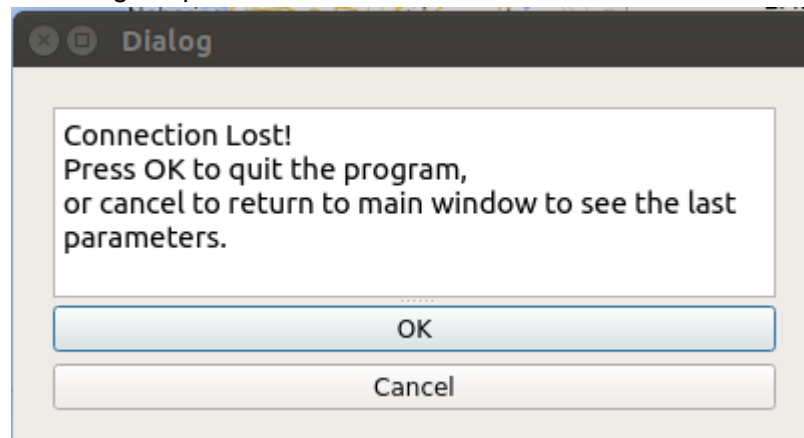 Dialog
Connection Lost!
Press OK to quit the program,
or cancel to return to main window to see the last
parameters.
OK
Cancel